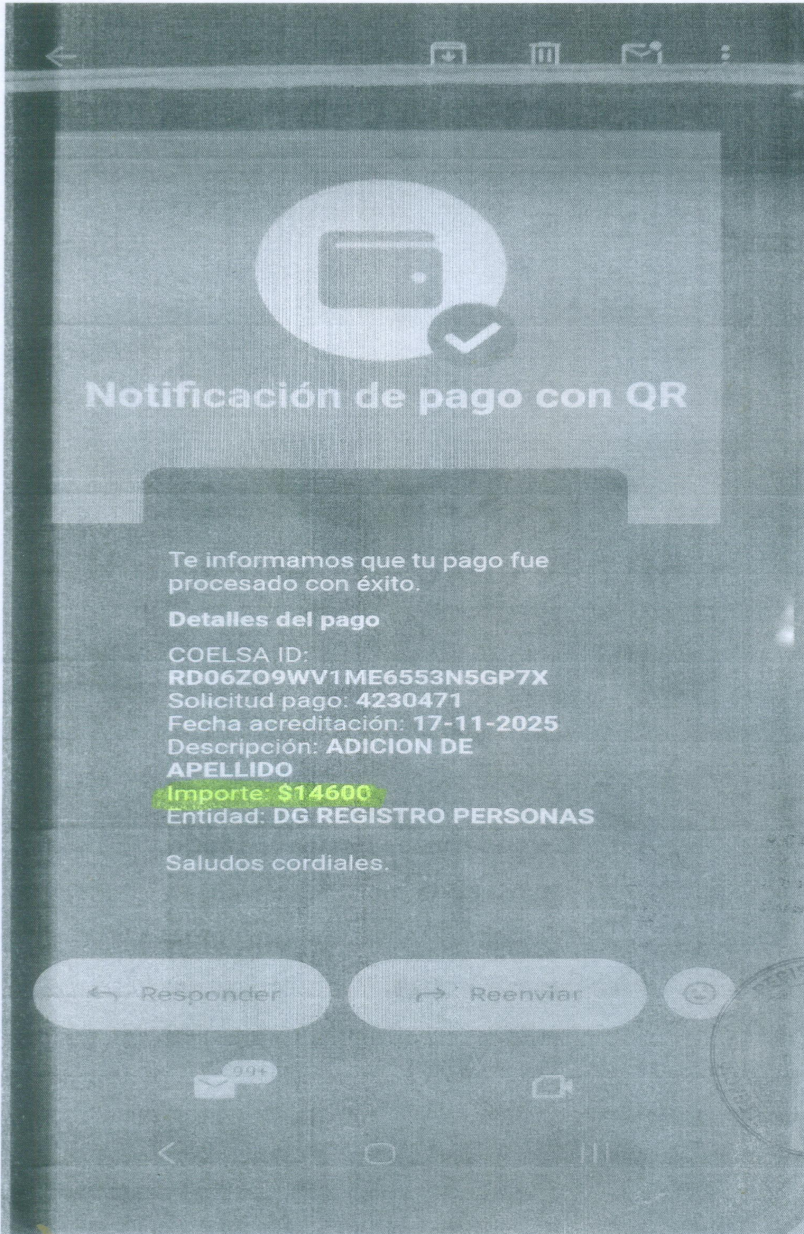 Notificación de pago con QR
Te informamos que tu pago fue
procesado con éxito.
Detalles del pago
COELSA ID:
RD06ZO9WV1ME6553N5GP7X
Solicitud pago: 4230471
Fecha acreditación: 17-11-2025
Descripción: ADICION DE
APELLIDO
Importe: $14600
Entidad: DG REGISTRO PERSONAS
Saludos cordiales.
Responder
Reenviar
99+